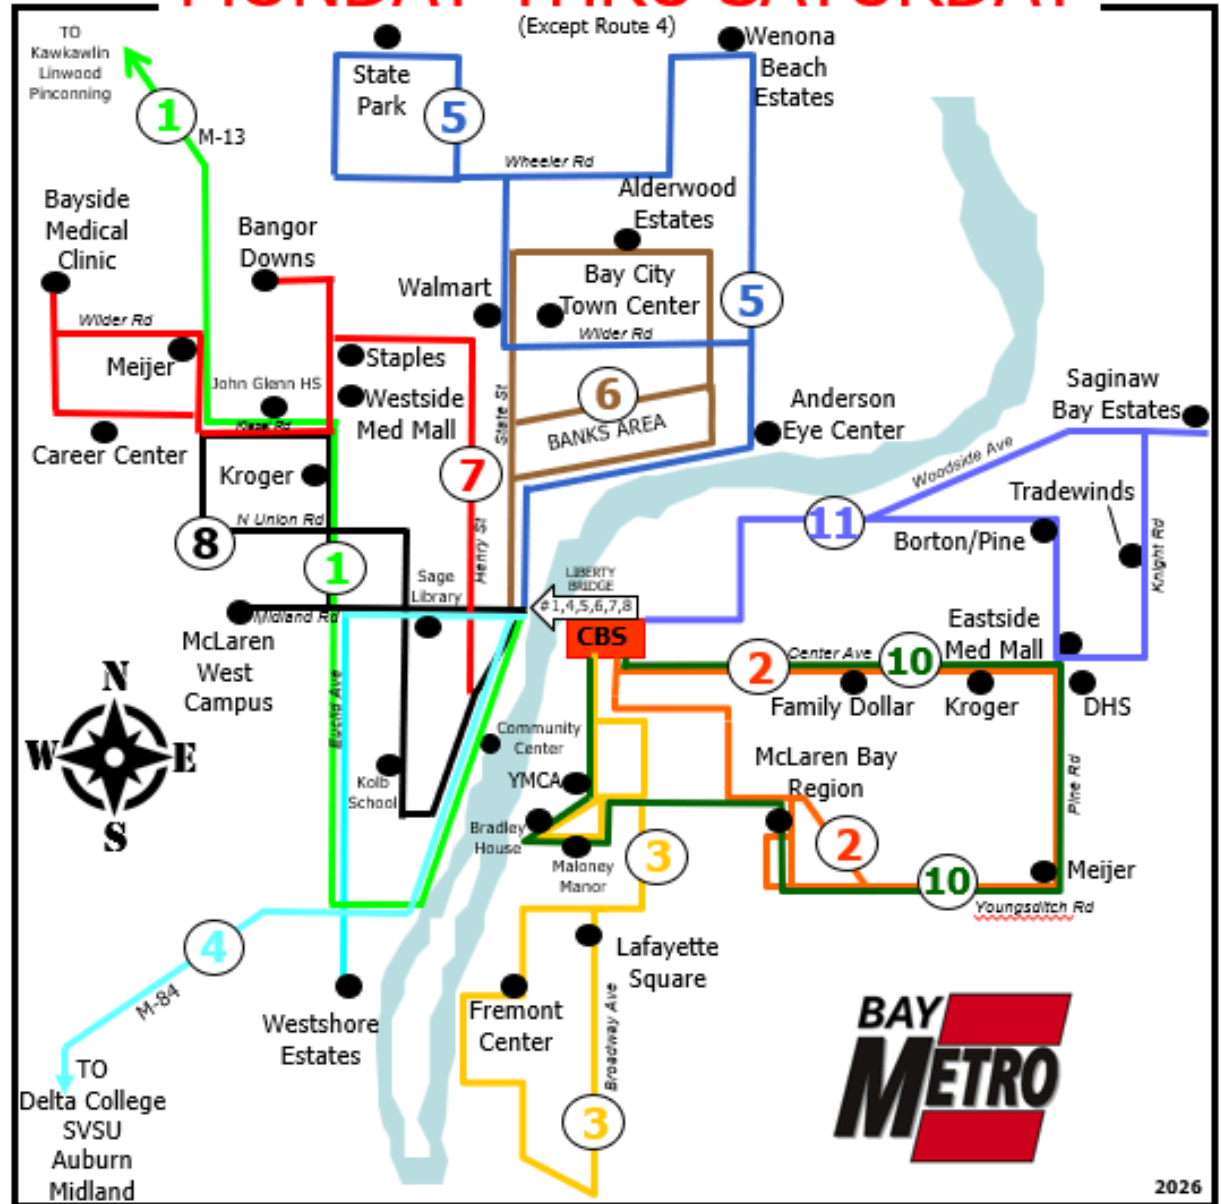 MONDAY THRU SATURDAY
(Except Route 4)
TO
Kawkawlin
Linwood
Pinconning
1
M-13
State
Park
5
Wenona
Beach
Estates
Wheeler Rd
Alderwood
Estates
Bayside
Medical
Clinic
Bangor
Downs
Walmart
Bay City
Town Center
5
Wilder Rd
Wilder Rd
Meijer
Staples
John Glenn HS
Westside
Med Mall
State St
6
BANKS AREA
Anderson
Eye Center
Saginaw
Bay Estates
Career Center
Kroger
7
Woodside Ave
Tradewinds
8
N Union Rd
Henry St
11
Borton/Pine
Knight Rd
1
Sage
Library
LIBERTY
BRIDGE
#1,4,5,6,7,8
CBS
Midland Rd
McLaren
West
Campus
Eastside
Med Mall
Center Ave
2
10
Family Dollar
Kroger
DHS
N
W
E
S
Euclid Ave
Community
Center
YMCA
McLaren Bay
Region
Pine Rd
Kolb
School
Bradley
House
Maloney
Manor
3
2
10
Meijer
Youngsditch Rd
4
M-84
Lafayette
Square
Westshore
Estates
Fremont
Center
Broadway Ave
3
TO
Delta College
SVSU
Auburn
Midland
BAY
METRO
2026